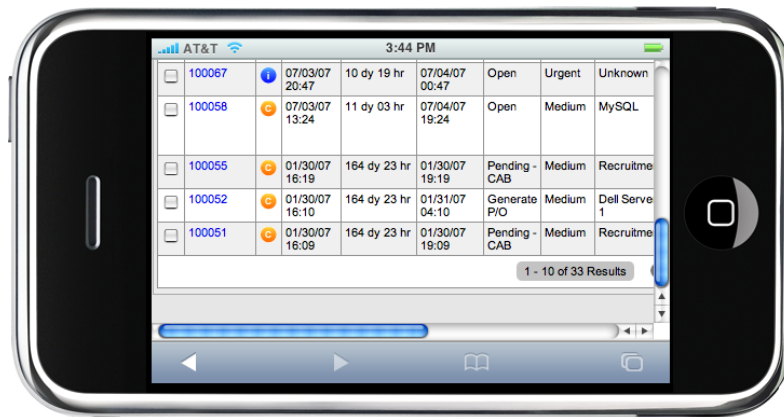 AT&T 3:44 PM
100067 i 07/03/07 10 dy 19 hr 07/04/07 Open Urgent Unknown
20:47 00:47
100058 C 07/03/07 11 dy 03 hr 07/04/07 Open Medium MySQL
13:24 19:24
100055 C 01/30/07 164 dy 23 hr 01/30/07 Pending - Medium Recruitme
16:19 19:19 CAB
100052 C 01/30/07 164 dy 23 hr 01/31/07 Generate Medium Dell Serve
16:10 04:10 P/O 1
100051 C 01/30/07 164 dy 23 hr 01/30/07 Pending - Medium Recruitme
16:09 19:09 CAB
1 - 10 of 33 Results